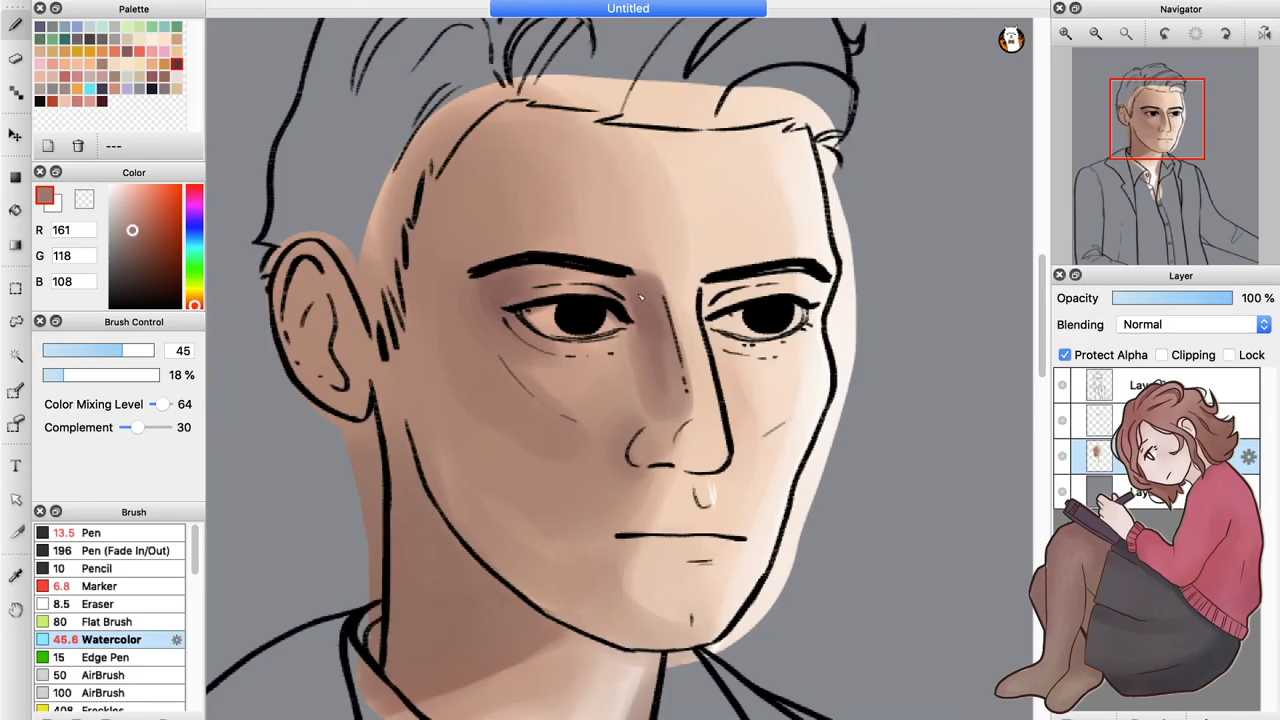 Palette
Untitled
Navigator
---
Color
R 161
G 118
B 108
Layer
Opacity 100 %
Blending Normal
Protect Alpha Clipping Lock
Brush Control
45
18 %
Color Mixing Level 64
Complement 30
Brush
13.5 Pen
196 Pen (Fade In/Out)
10 Pencil
6.8 Marker
8.5 Eraser
80 Flat Brush
45.6 Watercolor
15 Edge Pen
50 AirBrush
100 AirBrush
408 Freckles
T